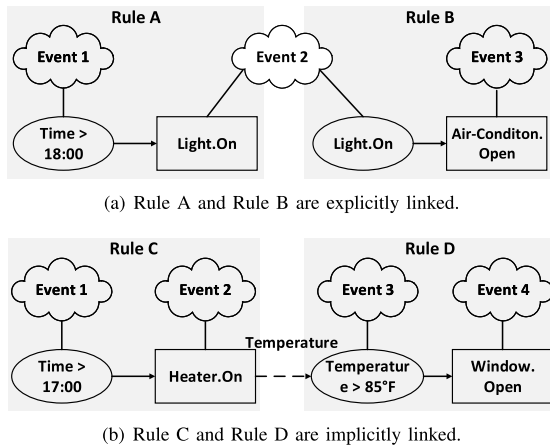 Rule A
Rule B
Event 1
Event 2
Event 3
Time >
18:00
Light.On
Light.On
Air-Conditon.
Open
(a) Rule A and Rule B are explicitly linked.
Rule C
Rule D
Event 1
Event 2
Event 3
Event 4
Temperature
Time >
17:00
Heater.On
Temperatur
e > 85°F
Window.
Open
(b) Rule C and Rule D are implicitly linked.